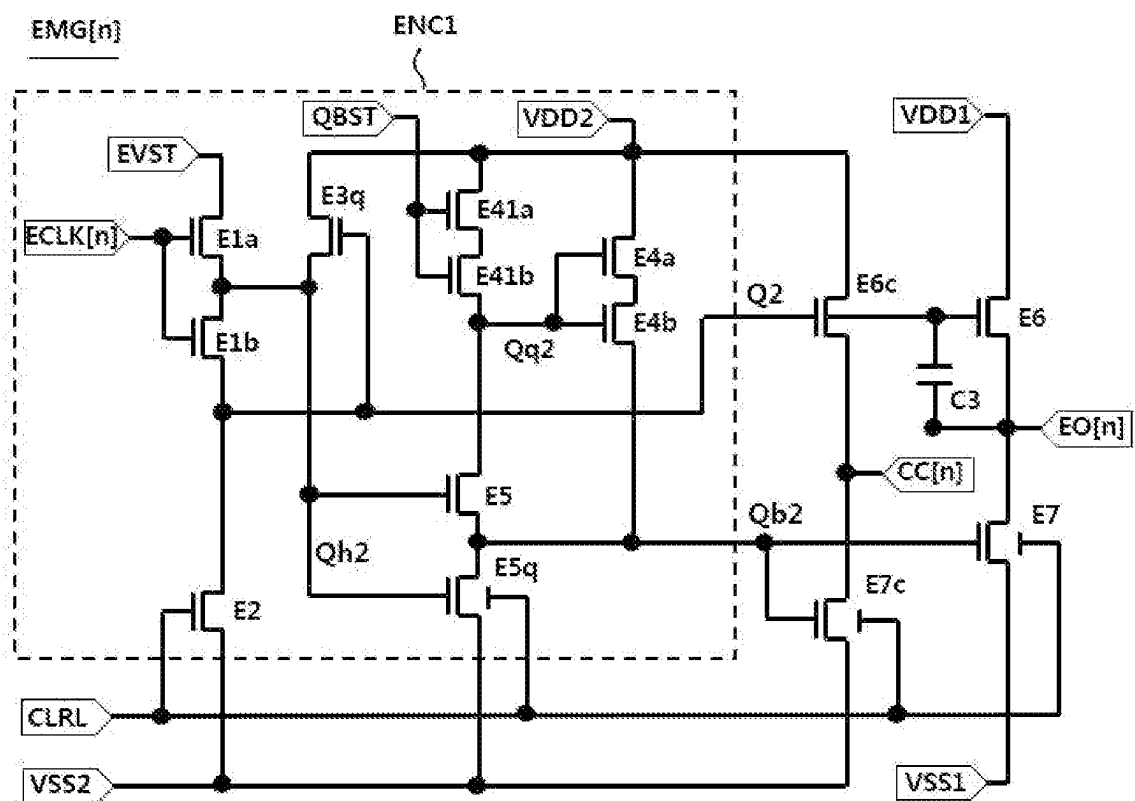 EMG[n]
ENC1
QBST
VDD2
VDD1
EVST
E3q
E41a
ECLK[n]
E1a
E4a
E41b
Q2
E6c
E1b
Qq2
E4b
E6
C3
EO[n]
CC[n]
E5
Qb2
E7
Qh2
E5q
E7c
E2
CLRL
VSS2
VSS1